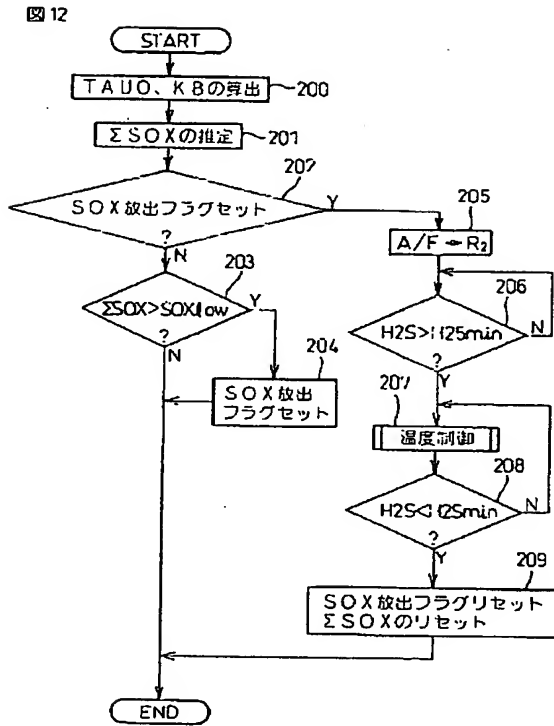 図12
START
TAUO、K8の算出
200
ΣSOXの推定
201
202
SOX放出フラグセット
?
Y
N
203
ΣSOX>SOXlow
?
Y
N
204
SOX放出
フラグセット
205
A/F→R₂
206
H2S>H2Smin
?
N
Y
207
温度制御
208
H2S<H2Smin
?
N
Y
209
SOX放出フラグリセット
ΣSOXのリセット
END